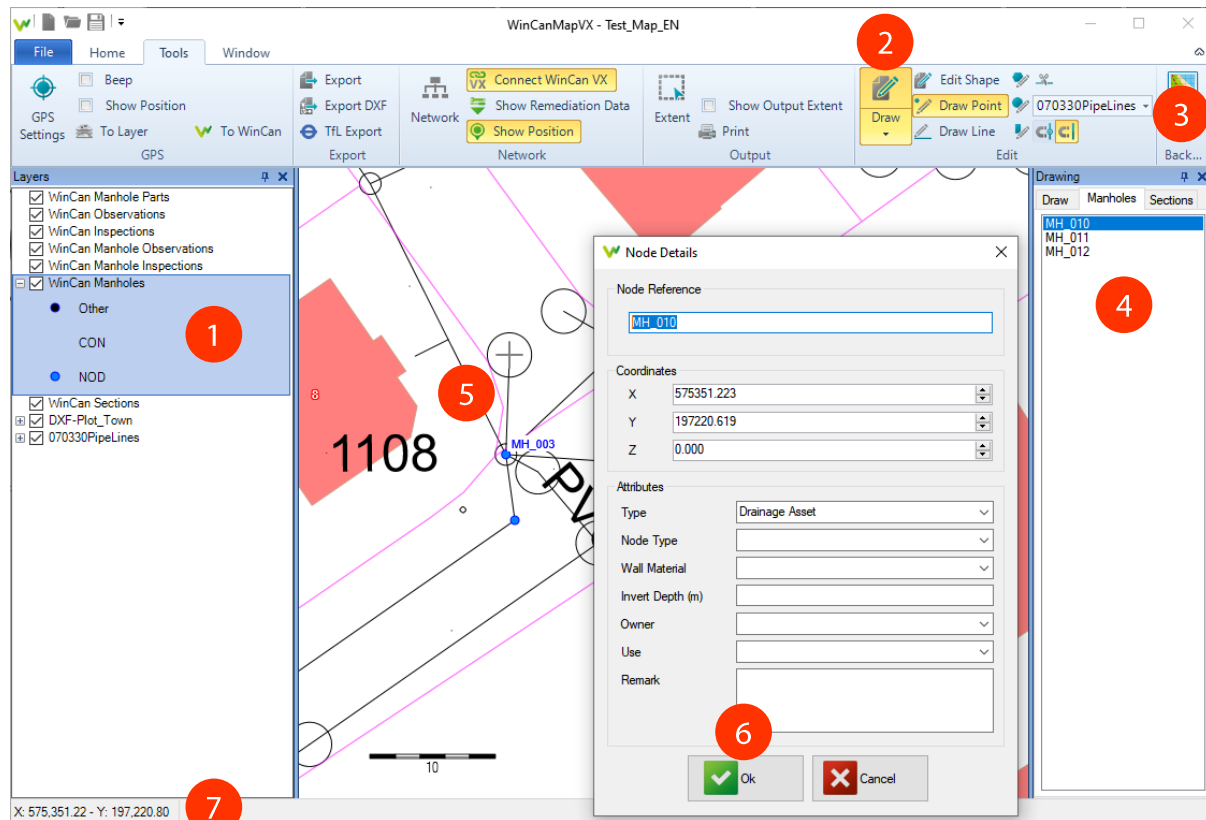 WinCanMapVX - Test_Map_EN
2
File Home Tools Window
Beep Export Connect WinCan VX Edit Shape
GPS Settings Show Position Export DXF Network Show Remediation Data Extent Show Output Extent Draw Draw Point 070330PipeLines 3
To Layer To WinCan TfL Export Show Position Print Draw Line
GPS Export Network Output Edit Back...
Layers
WinCan Manhole Parts
WinCan Observations
WinCan Inspections
WinCan Manhole Observations
WinCan Manhole Inspections
WinCan Manholes
Other
CON
1
NOD
WinCan Sections
DXF-Plot_Town
070330PipeLines
8
1108
5
MH_003
PV
10
Node Details
Node Reference
MH_010
Coordinates
X 575351.223
Y 197220.619
Z 0.000
Attributes
Type Drainage Asset
Node Type
Wall Material
Invert Depth (m)
Owner
Use
Remark
6
Ok Cancel
Drawing
Draw Manholes Sections
MH_010
MH_011
MH_012
4
X: 575,351.22 - Y: 197,220.80
7